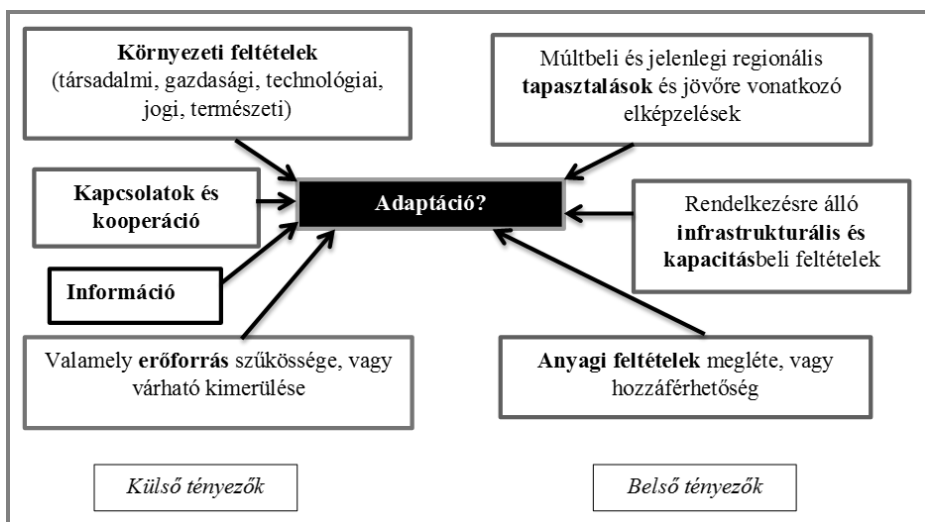 Környezeti feltételek
(társadalmi, gazdasági, technológiai,
jogi, természeti)
Múltbeli és jelenlegi regionális
tapasztalások és jövőre vonatkozó
elképzelések
Kapcsolatok és
kooperáció
Adaptáció?
Rendelkezésre álló
infrastrukturális és
kapacitásbeli feltételek
Információ
Valamely erőforrás szűkössége, vagy
várható kimerülése
Anyagi feltételek megléte, vagy
hozzáférhetőség
Külső tényezők
Belső tényezők